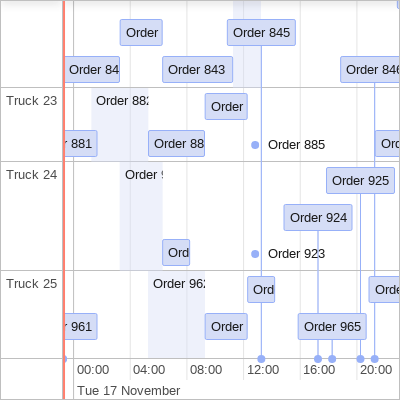 Order
Order 845
Order 84
Order 843
Order 846
Truck 23
Order 882
Order
881
Order 88
Order 885
Ord
Truck 24
Order
Order 925
Order 924
Ord
Order 923
Truck 25
Order 962
Ord
Orde
961
Order
Order 965
00:00
04:00
08:00
12:00
16:00
20:00
Tue 17 November